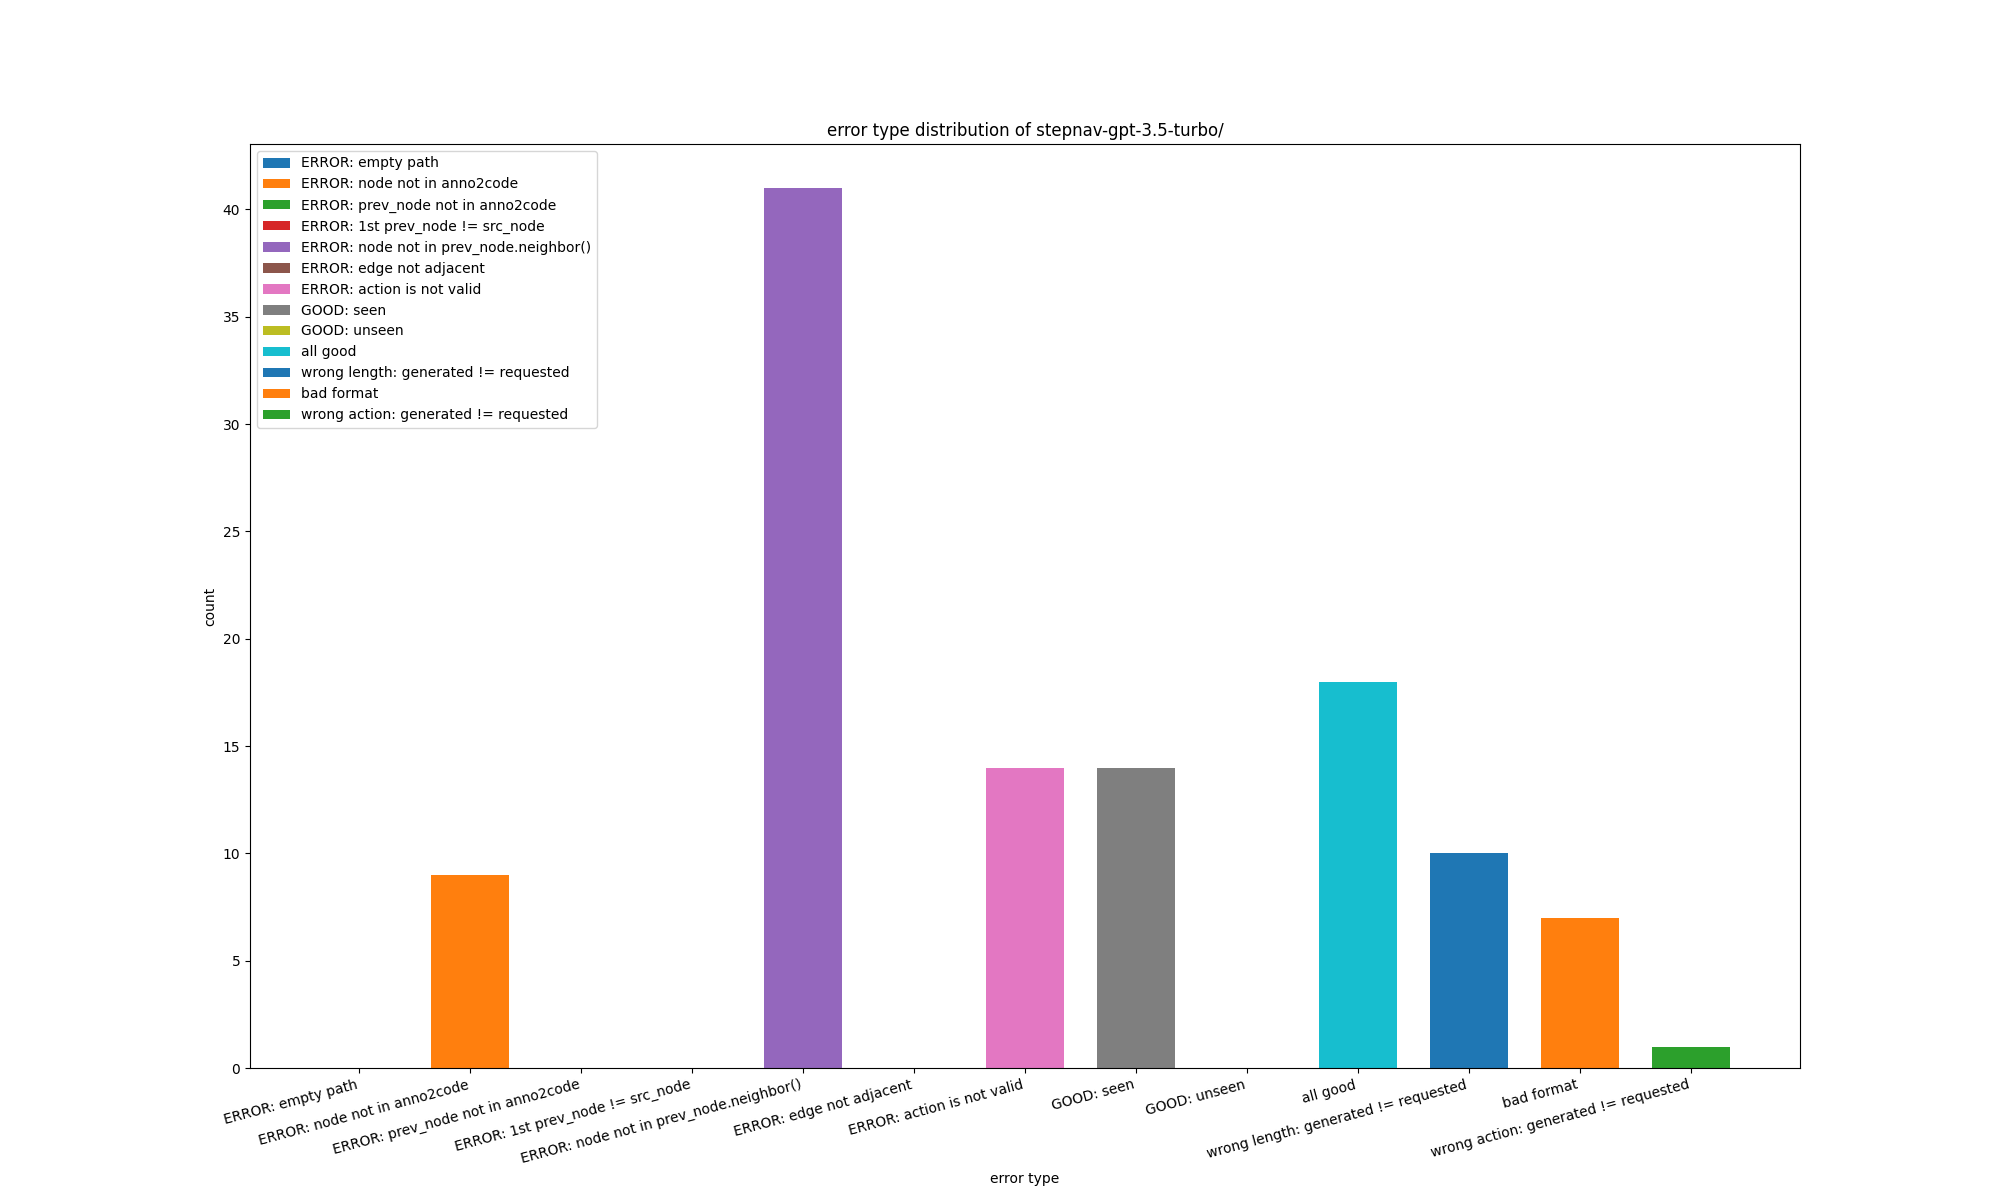 error type distribution of stepnav-gpt-3.5-turbo/
ERROR: empty path
ERROR: node not in anno2code
ERROR: prev_node not in anno2code
ERROR: 1st prev_node != src_node
ERROR: node not in prev_node.neighbor()
ERROR: edge not adjacent
ERROR: action is not valid
GOOD: seen
GOOD: unseen
all good
wrong length: generated != requested
bad format
wrong action: generated != requested
count
40
35
30
25
20
15
10
5
0
ERROR: empty path
ERROR: node not in anno2code
ERROR: prev_node not in anno2code
ERROR: 1st prev_node != src_node
ERROR: node not in prev_node.neighbor()
ERROR: edge not adjacent
ERROR: action is not valid
GOOD: seen
GOOD: unseen
all good
wrong length: generated != requested
bad format
wrong action: generated != requested
error type